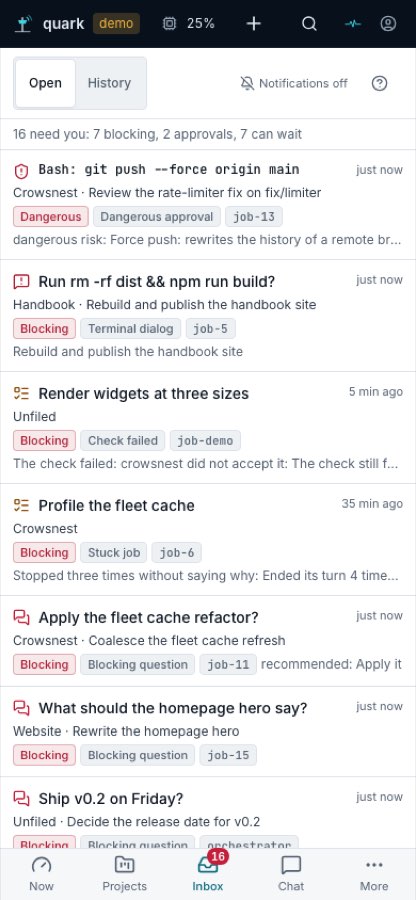 quark demo 25%
Open History Notifications off
16 need you: 7 blocking, 2 approvals, 7 can wait
Bash: git push --force origin main just now
Crowsnest · Review the rate-limiter fix on fix/limiter
Dangerous Dangerous approval job-13
dangerous risk: Force push: rewrites the history of a remote br…
Run rm -rf dist && npm run build? just now
Handbook · Rebuild and publish the handbook site
Blocking Terminal dialog job-5
Rebuild and publish the handbook site
Render widgets at three sizes 5 min ago
Unfiled
Blocking Check failed job-demo
The check failed: crowsnest did not accept it: The check still f…
Profile the fleet cache 35 min ago
Crowsnest
Blocking Stuck job job-6
Stopped three times without saying why: Ended its turn 4 time…
Apply the fleet cache refactor? just now
Crowsnest · Coalesce the fleet cache refresh
Blocking Blocking question job-11 recommended: Apply it
What should the homepage hero say? just now
Website · Rewrite the homepage hero
Blocking Blocking question job-15
Ship v0.2 on Friday? just now
Unfiled · Decide the release date for v0.2
Blocking Blocking question orchestrator
16
Now Projects Inbox Chat More